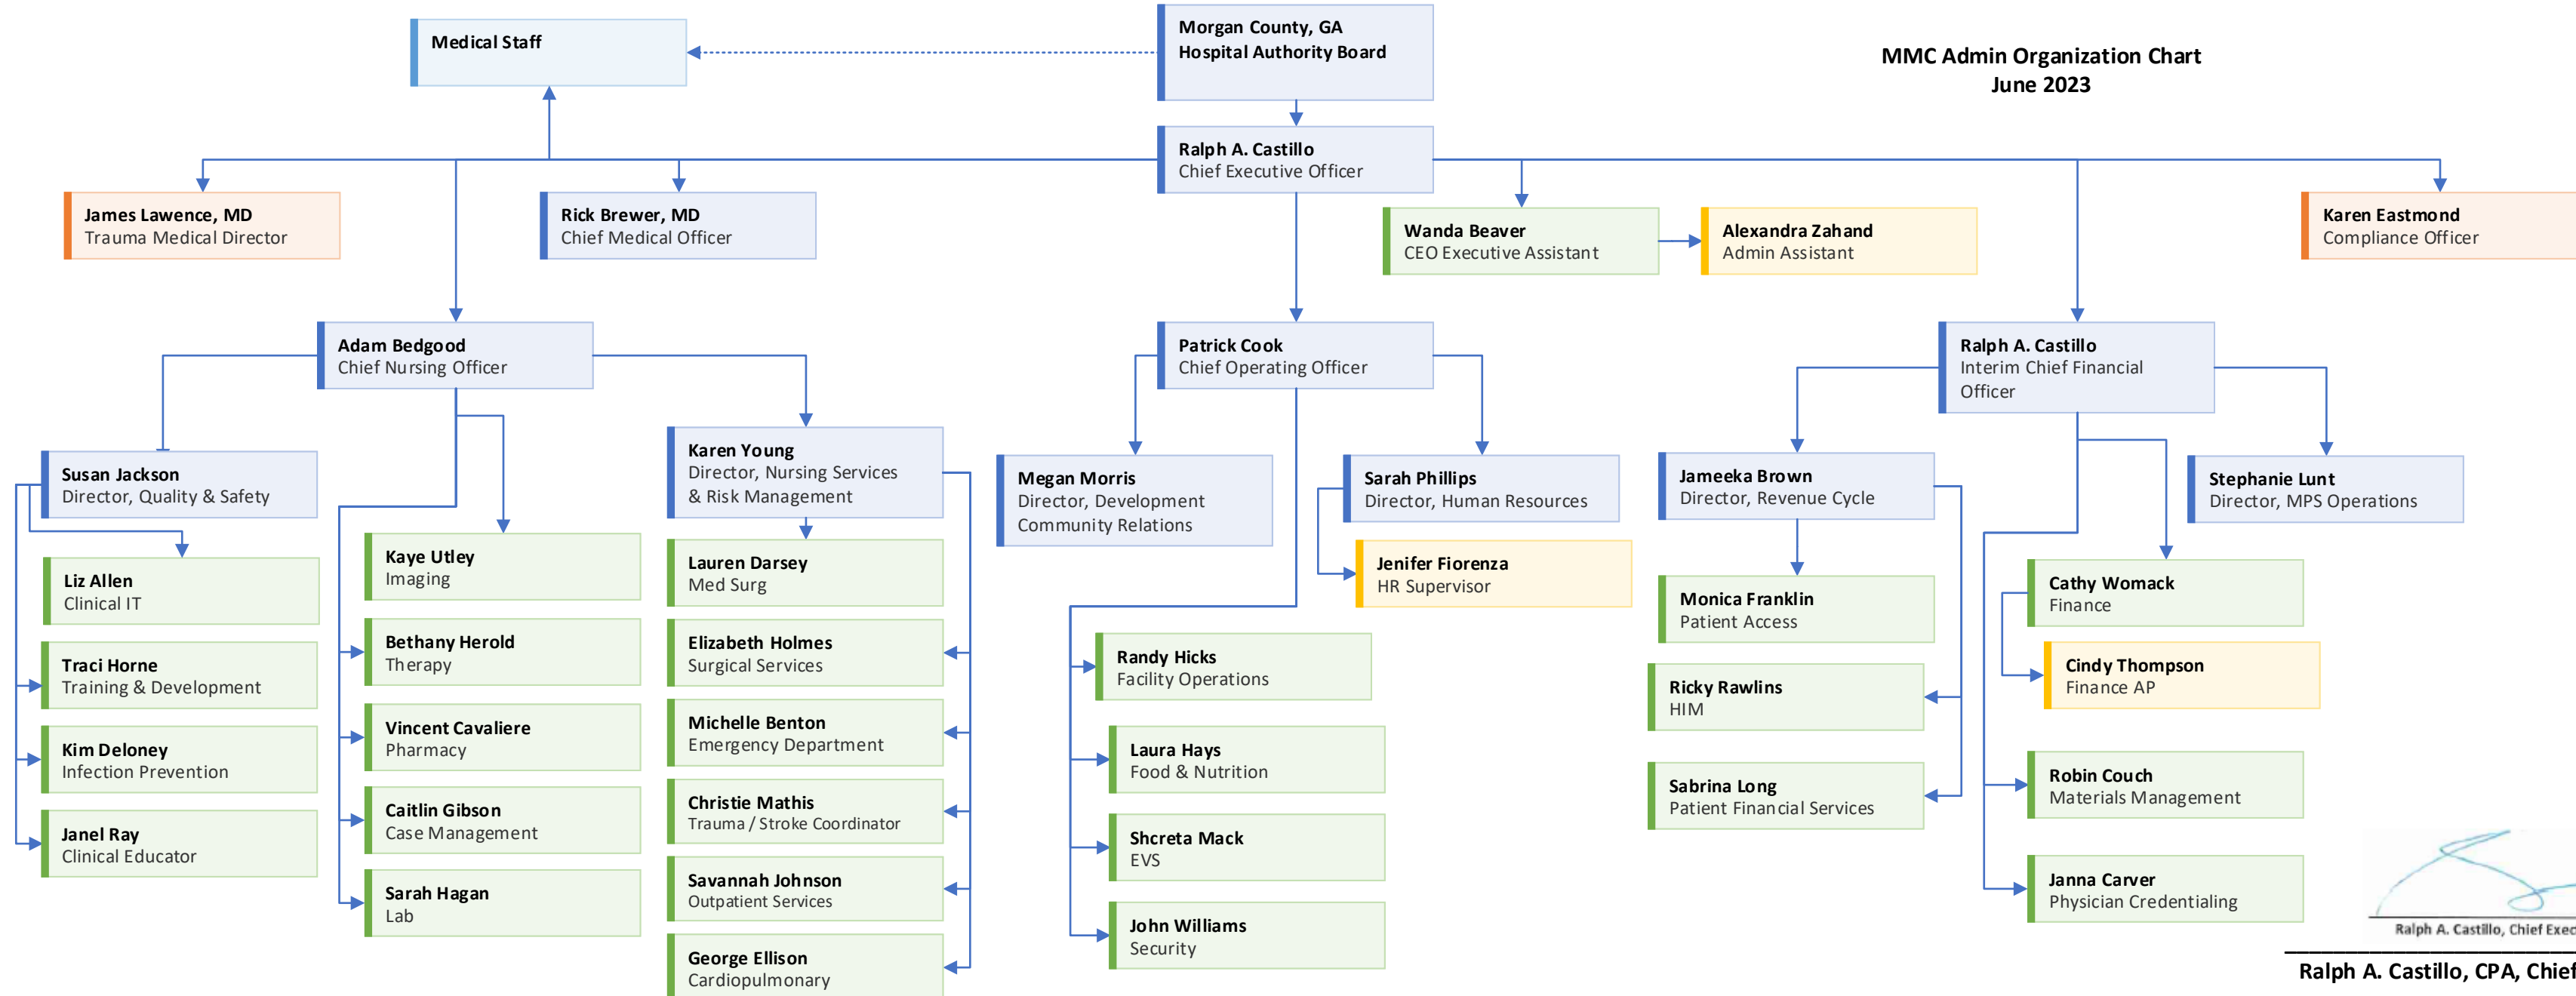 Medical Staff
Morgan County, GA
Hospital Authority Board
MMC Admin Organization Chart
June 2023
Ralph A. Castillo
Chief Executive Officer
James Lawence, MD
Trauma Medical Director
Rick Brewer, MD
Chief Medical Officer
Wanda Beaver
CEO Executive Assistant
Alexandra Zahand
Admin Assistant
Karen Eastmond
Compliance Officer
Adam Bedgood
Chief Nursing Officer
Patrick Cook
Chief Operating Officer
Ralph A. Castillo
Interim Chief Financial
Officer
Susan Jackson
Director, Quality & Safety
Karen Young
Director, Nursing Services
& Risk Management
Megan Morris
Director, Development
Community Relations
Sarah Phillips
Director, Human Resources
Jameeka Brown
Director, Revenue Cycle
Stephanie Lunt
Director, MPS Operations
Liz Allen
Clinical IT
Traci Horne
Training & Development
Kim Deloney
Infection Prevention
Janel Ray
Clinical Educator
Kaye Utley
Imaging
Bethany Herold
Therapy
Vincent Cavaliere
Pharmacy
Caitlin Gibson
Case Management
Sarah Hagan
Lab
Lauren Darsey
Med Surg
Elizabeth Holmes
Surgical Services
Michelle Benton
Emergency Department
Christie Mathis
Trauma / Stroke Coordinator
Savannah Johnson
Outpatient Services
George Ellison
Cardiopulmonary
Jenifer Fiorenza
HR Supervisor
Randy Hicks
Facility Operations
Laura Hays
Food & Nutrition
Shcreta Mack
EVS
John Williams
Security
Monica Franklin
Patient Access
Ricky Rawlins
HIM
Sabrina Long
Patient Financial Services
Cathy Womack
Finance
Cindy Thompson
Finance AP
Robin Couch
Materials Management
Janna Carver
Physician Credentialing
Ralph A. Castillo, Chief Exec
Ralph A. Castillo, CPA, Chief